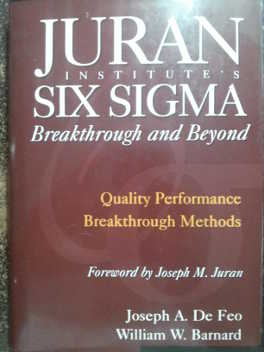 JURAN
INSTITUTE'S
SIX SIGMA
Breakthrough and Beyond
Quality Performance
Breakthrough Methods
Foreword by Joseph M. Juran
Joseph A. De Feo
William W. Barnard